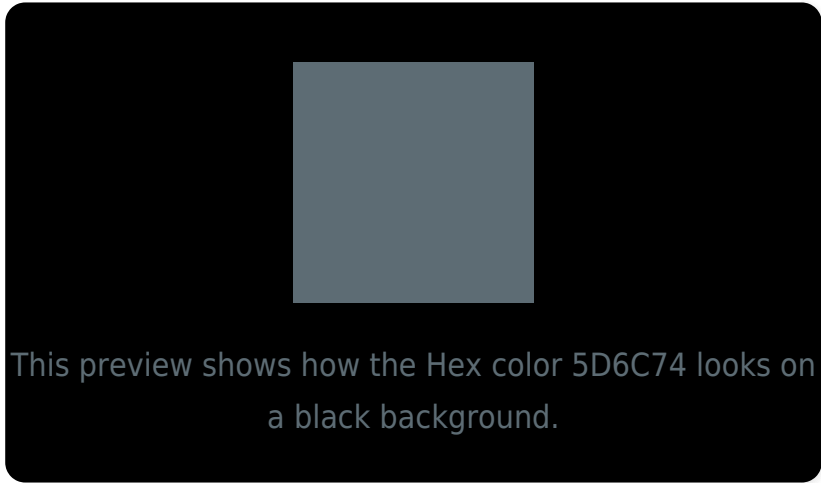 This preview shows how the Hex color 5D6C74 looks on
a black background.